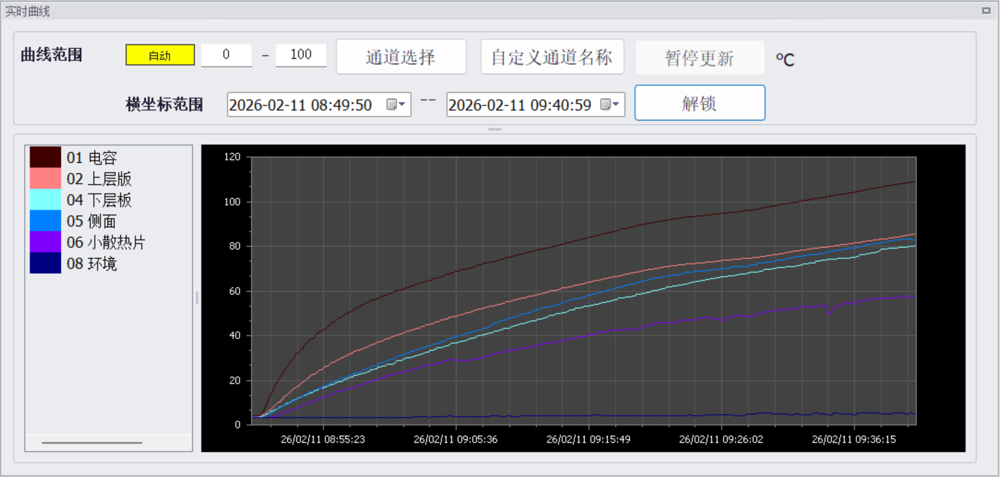 实时曲线
曲线范围 自动 0 – 100 通道选择 自定义通道名称 暂停更新 ℃
横坐标范围 2026-02-11 08:49:50 -- 2026-02-11 09:40:59 解锁
01 电容
02 上层版
04 下层板
05 侧面
06 小散热片
08 环境
120
100
80
60
40
20
0
26/02/11 08:55:23 26/02/11 09:05:36 26/02/11 09:15:49 26/02/11 09:26:02 26/02/11 09:36:15